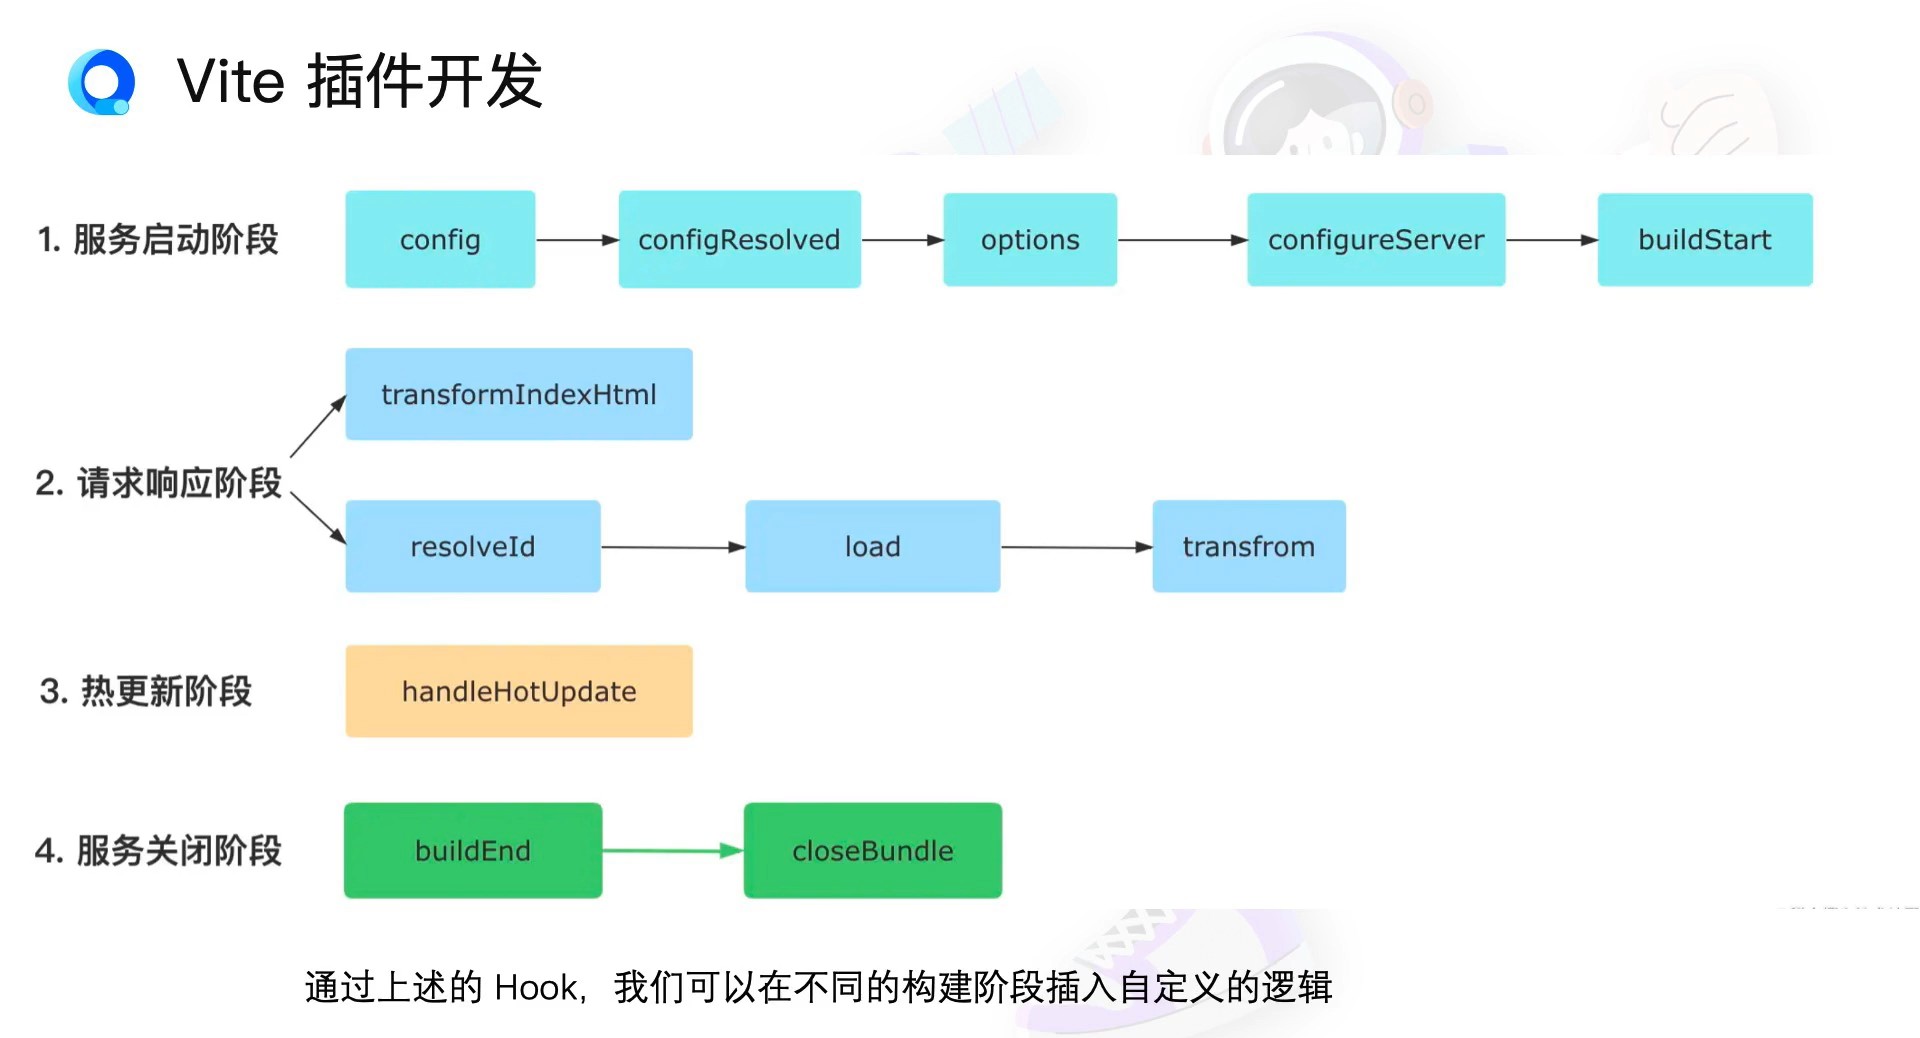 Vite 插件开发
1. 服务启动阶段
config
configResolved
options
configureServer
buildStart
transformIndexHtml
2. 请求响应阶段
resolveId
load
transfrom
3. 热更新阶段
handleHotUpdate
4. 服务关闭阶段
buildEnd
closeBundle
通过上述的 Hook，我们可以在不同的构建阶段插入自定义的逻辑